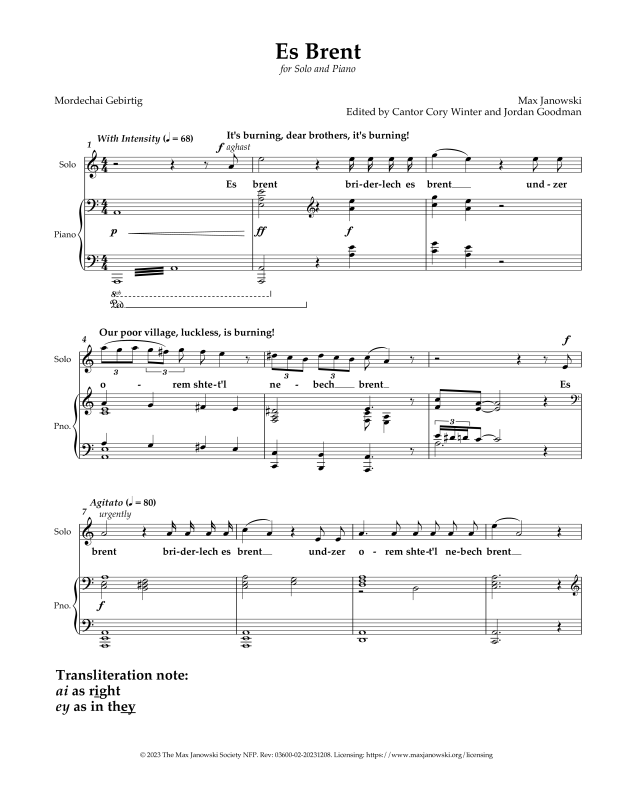 Es Brent
for Solo and Piano
Mordechai Gebirtig
Max Janowski
Edited by Cantor Cory Winter and Jordan Goodman
With Intensity (♩ = 68)
It's burning, dear brothers, it's burning!
f aghast
Solo
4 4
Es brent bri-der-lech es brent und - zer
Piano
p ff f
8vb
Ped
4
Our poor village, luckless, is burning!
f
Solo
3 3 3 3
o - rem shte-t'l ne - bech brent Es
Pno.
3
7
Agitato (♩ = 80)
urgently
Solo
brent bri-der-lech es brent und-zer o - rem shte-t'l ne-bech brent
Pno.
f
Transliteration note:
ai as right
ey as in they
© 2023 The Max Janowski Society NFP. Rev: 03600-02-20231208. Licensing: https://www.maxjanowski.org/licensing